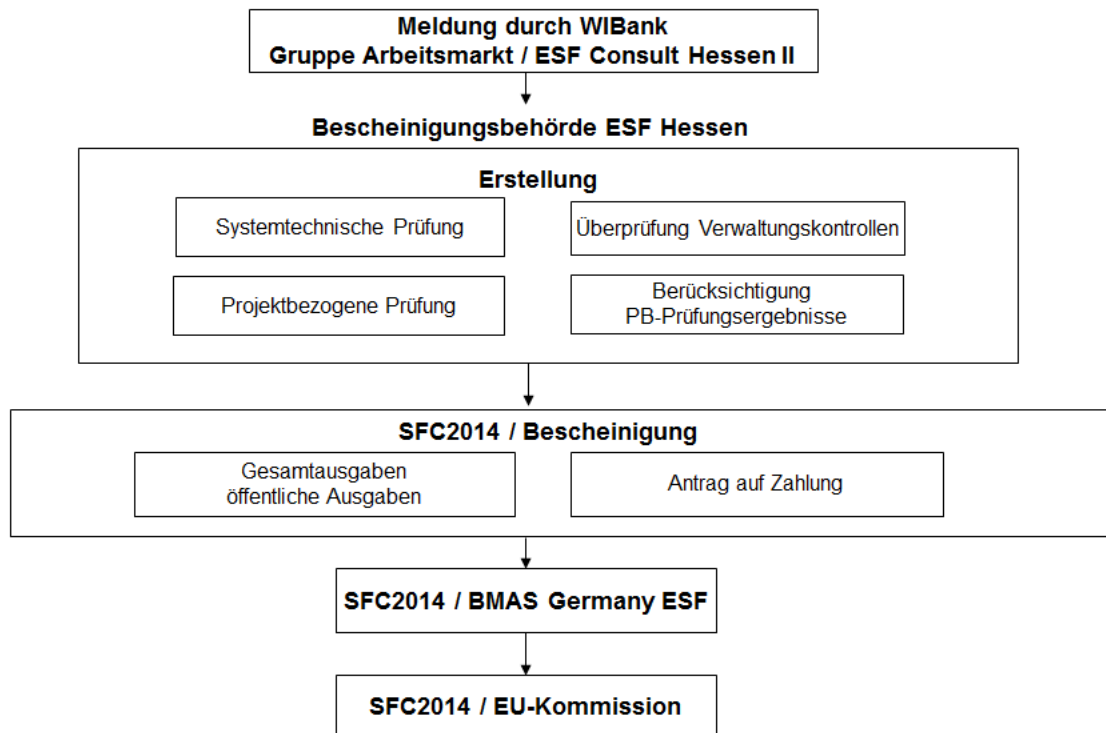 Meldung durch WIBank
Gruppe Arbeitsmarkt / ESF Consult Hessen II
Bescheinigungsbehörde ESF Hessen
Erstellung
Systemtechnische Prüfung
Überprüfung Verwaltungskontrollen
Projektbezogene Prüfung
Berücksichtigung
PB-Prüfungsergebnisse
SFC2014 / Bescheinigung
Gesamtausgaben
öffentliche Ausgaben
Antrag auf Zahlung
SFC2014 / BMAS Germany ESF
SFC2014 / EU-Kommission